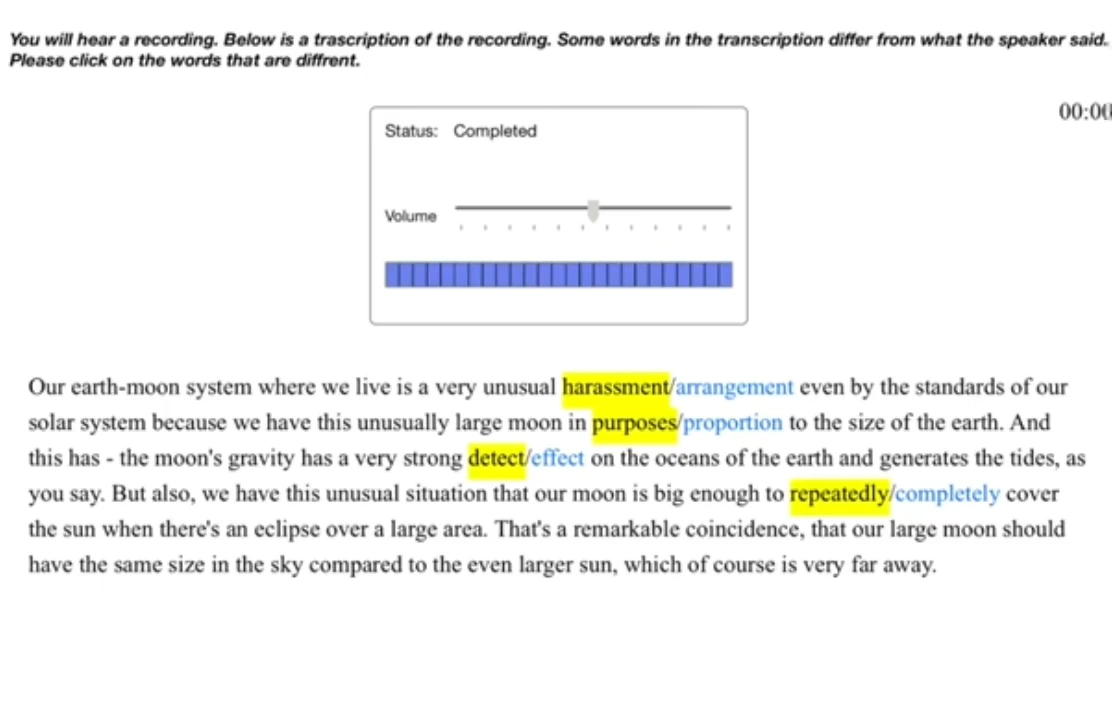 You will hear a recording. Below is a trascription of the recording. Some words in the transcription differ from what the speaker said.
Please click on the words that are diffrent.
00:00
Status: Completed
Volume
Our earth-moon system where we live is a very unusual harassment/arrangement even by the standards of our
solar system because we have this unusually large moon in purposes/proportion to the size of the earth. And
this has - the moon's gravity has a very strong detect/effect on the oceans of the earth and generates the tides, as
you say. But also, we have this unusual situation that our moon is big enough to repeatedly/completely cover
the sun when there's an eclipse over a large area. That's a remarkable coincidence, that our large moon should
have the same size in the sky compared to the even larger sun, which of course is very far away.